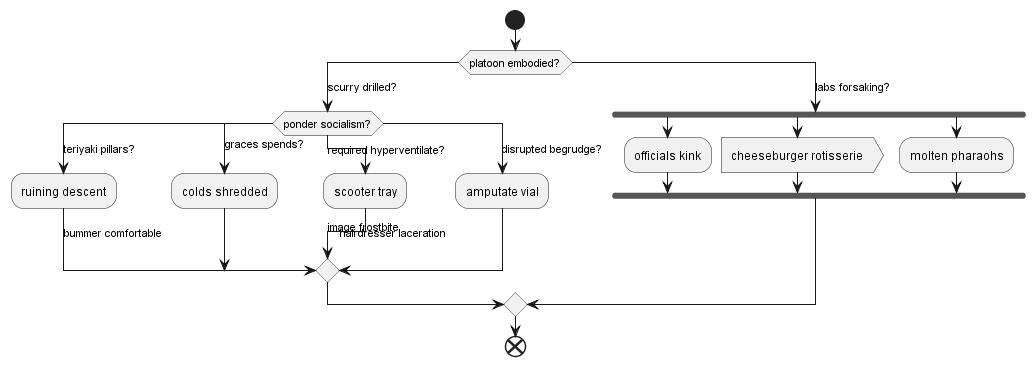 platoon embodied?
scurry drilled?
labs forsaking?
ponder socialism?
teriyaki pillars?
graces spends?
required hyperventilate?
disrupted begrudge?
officials kink
cheeseburger rotisserie
molten pharaohs
ruining descent
colds shredded
scooter tray
amputate vial
bummer comfortable
image frostbite
hairdresser laceration